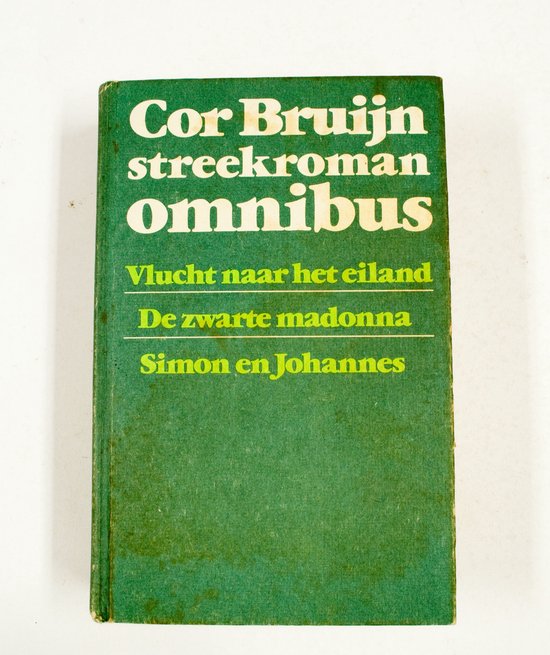 Cor Bruijn
streekroman
omnibus
Vlucht naar het eiland
De zwarte madonna
Simon en Johannes